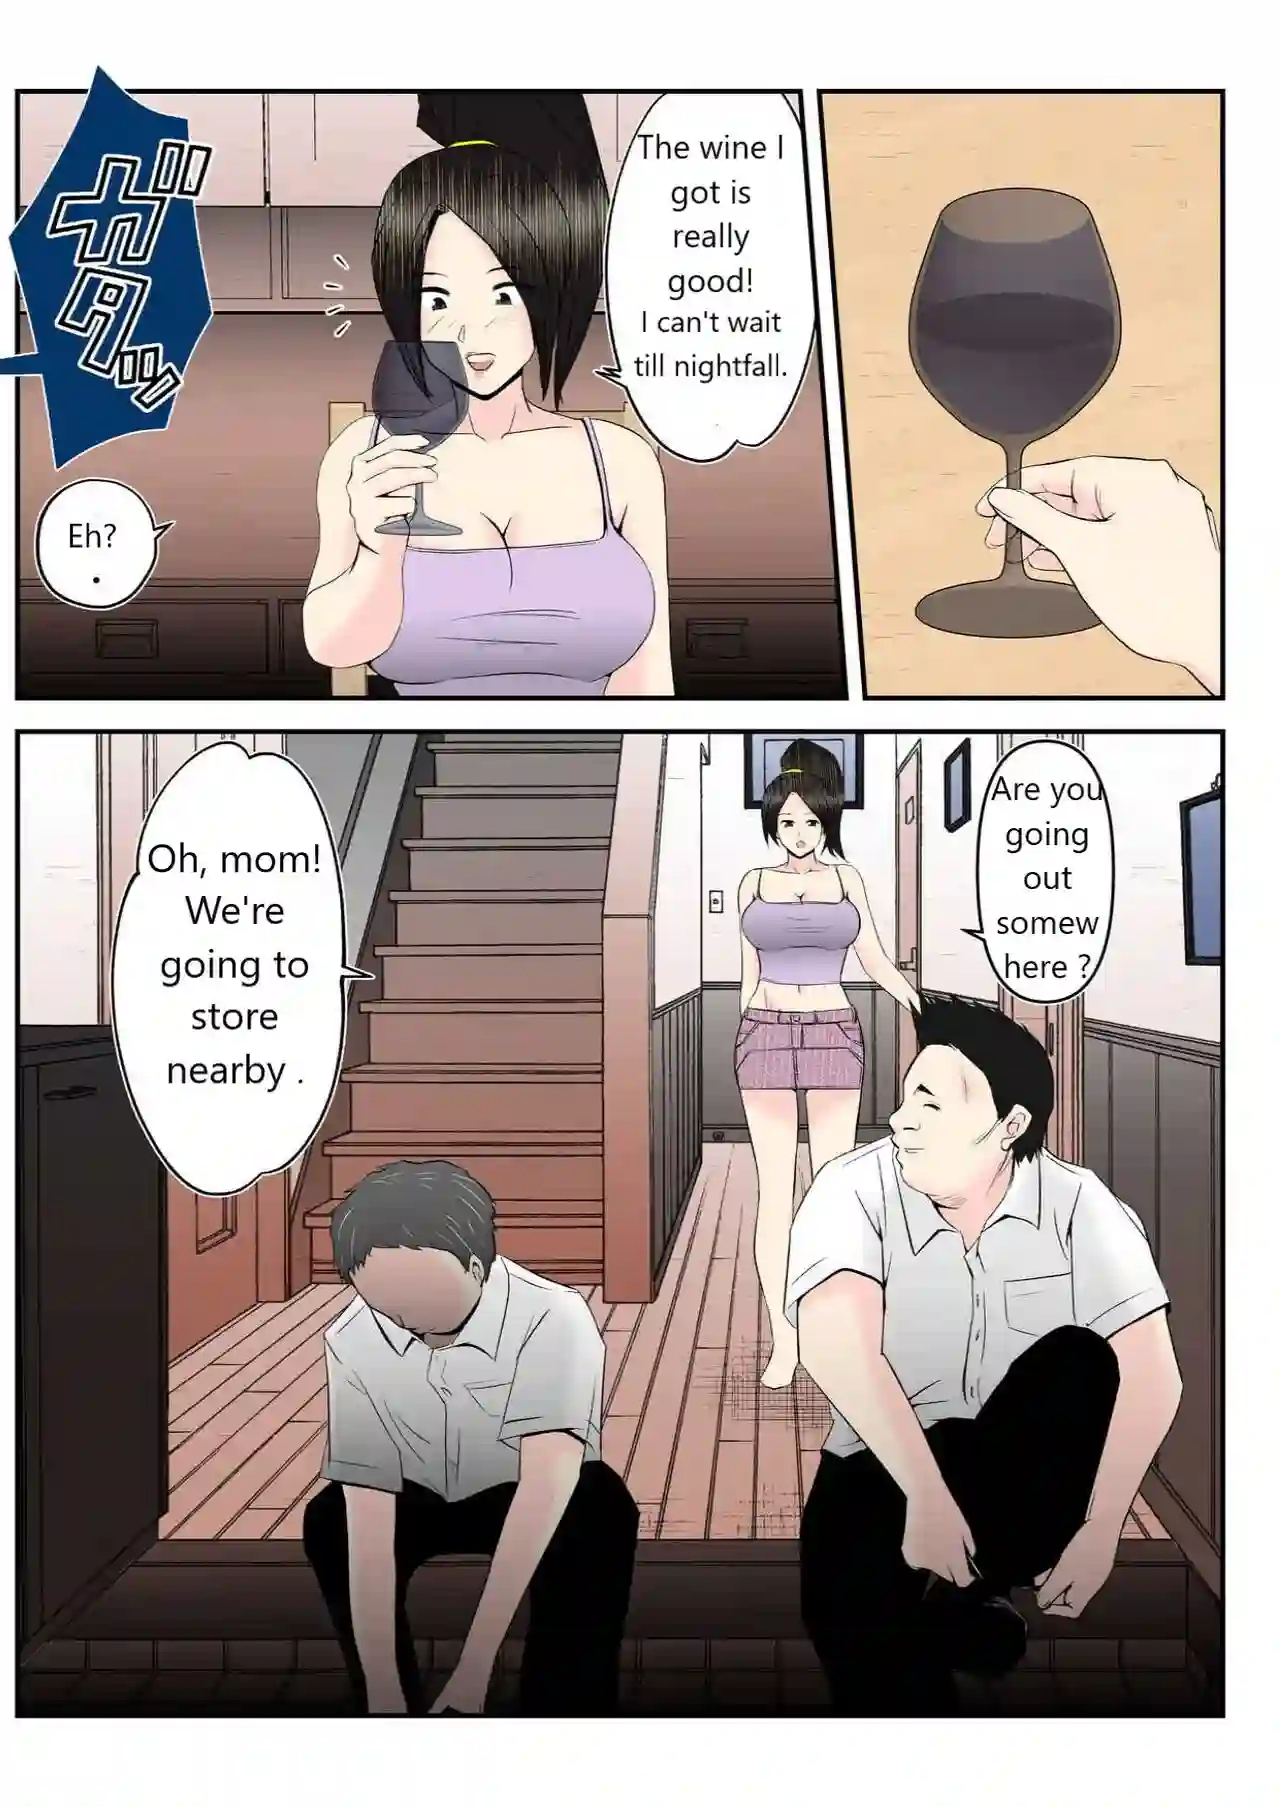 The wine I
got is
really
good!
I can't wait
till nightfall.
ガタッ
Eh?
.
Are you
going
out
somew
here ?
Oh, mom!
We're
going to
store
nearby .